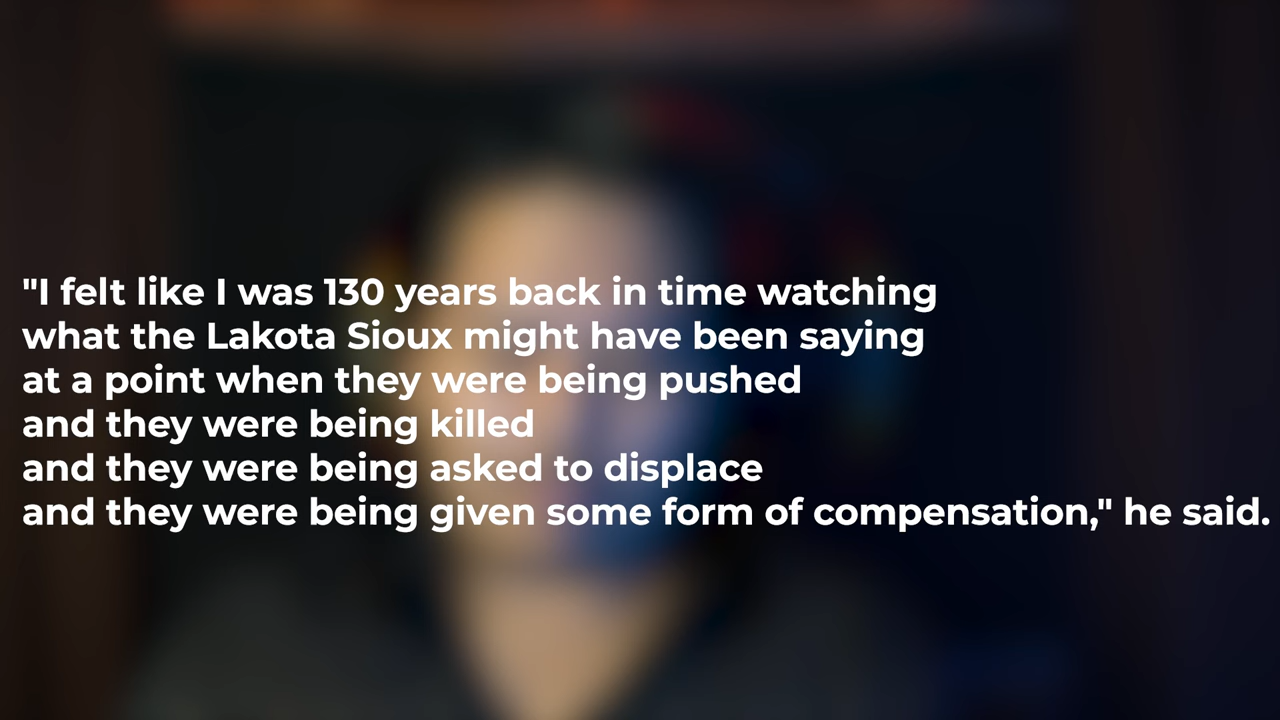 "I felt like I was 130 years back in time watching
what the Lakota Sioux might have been saying
at a point when they were being pushed
and they were being killed
and they were being asked to displace
and they were being given some form of compensation," he said.